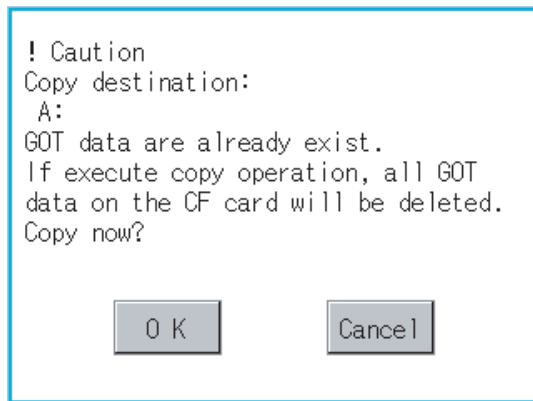 ! Caution
Copy destination:
A:
GOT data are already exist.
If execute copy operation, all GOT
data on the CF card will be deleted.
Copy now?
O K
Cancel